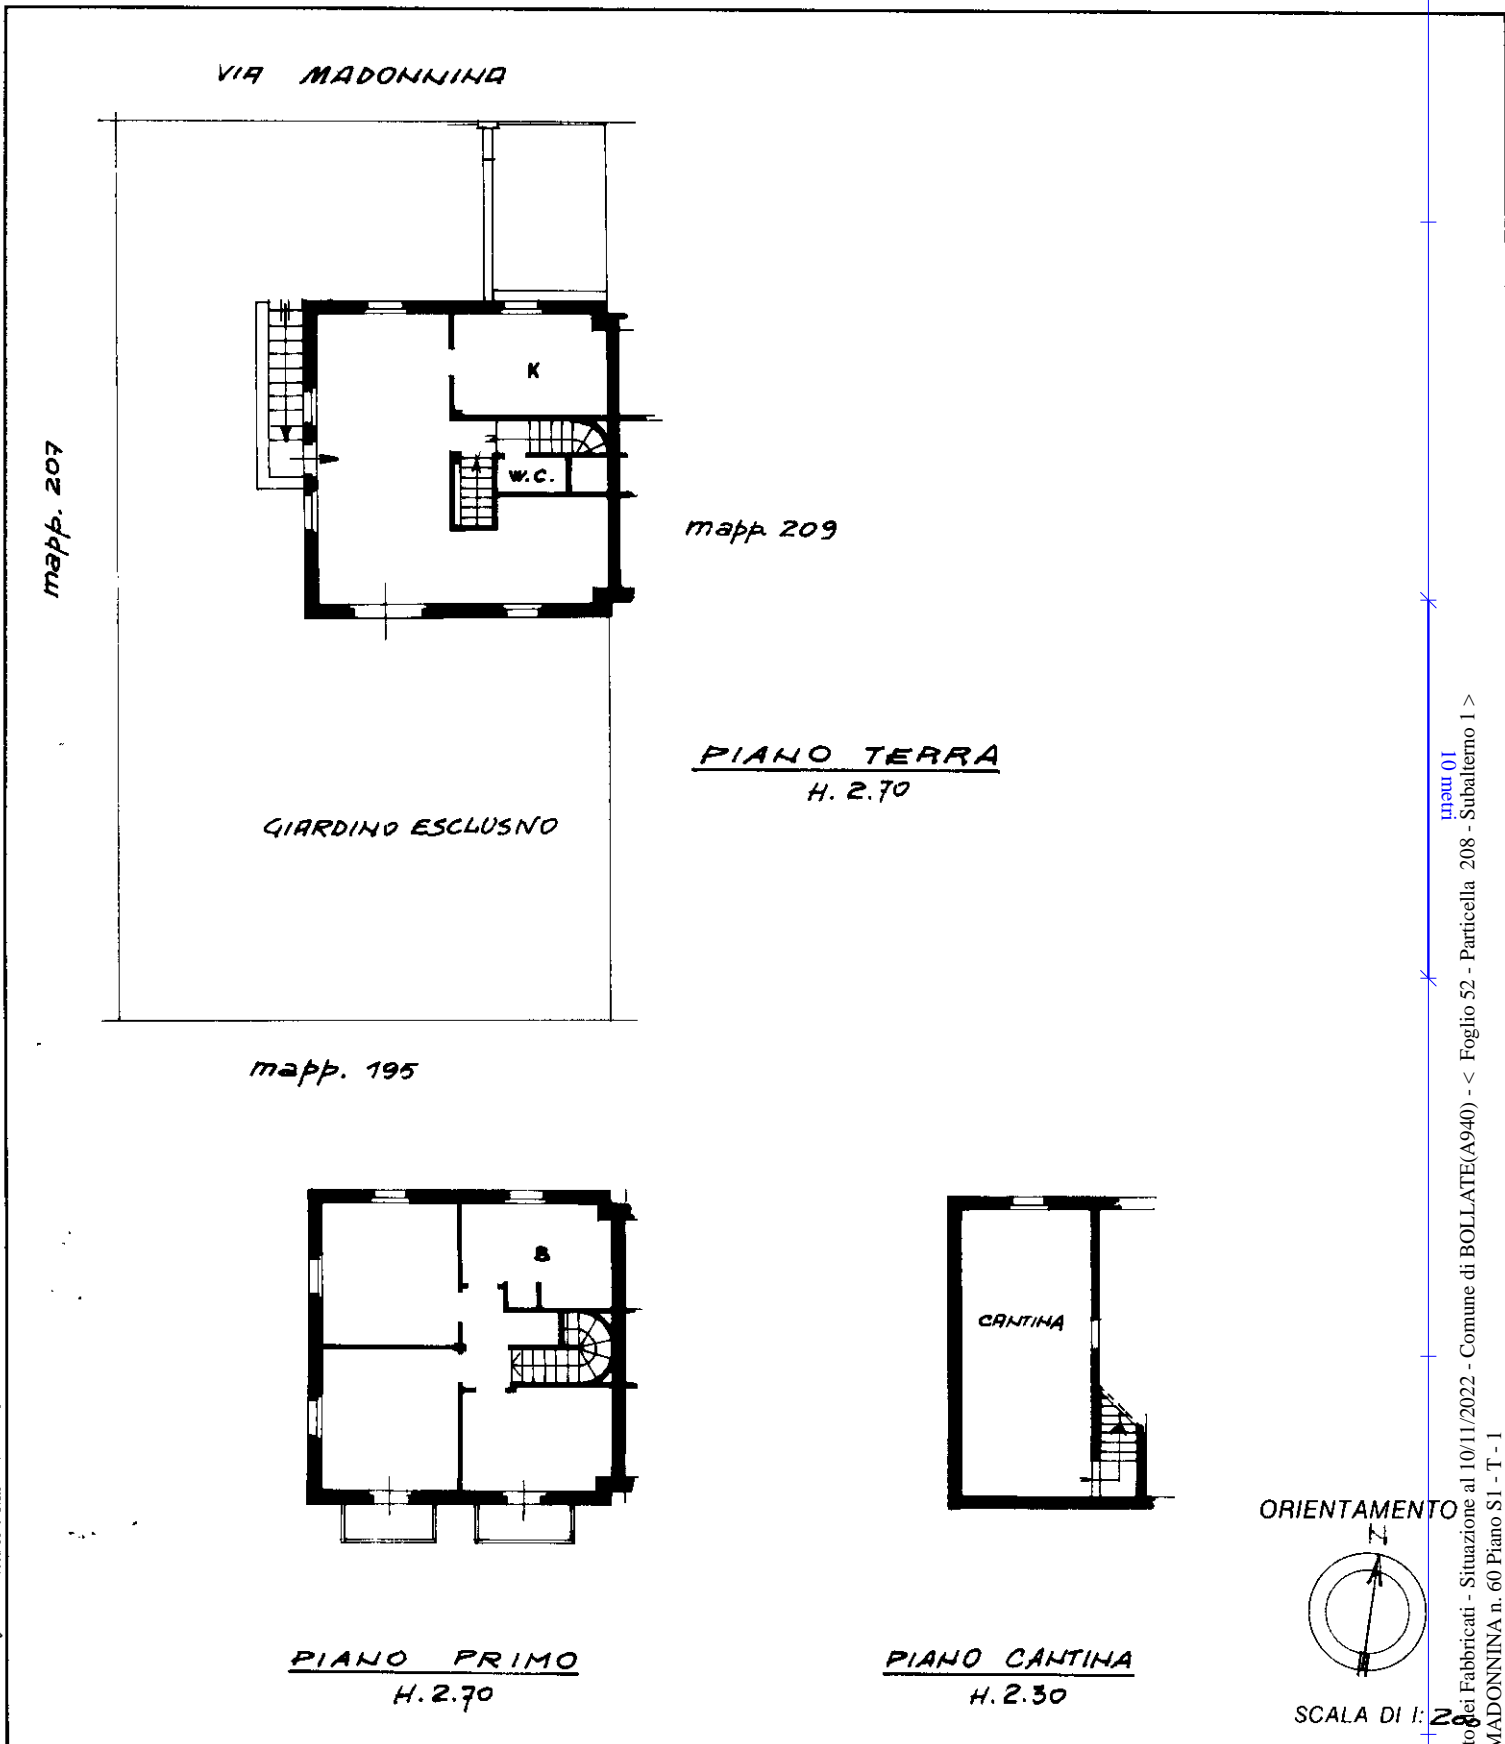 VIA MADONNINA
K
W.C.
mapp. 207
mapp. 209
PIANO TERRA
H. 2.70
GIARDINO ESCLUSIVO
mapp. 195
B
CANTINA
PIANO PRIMO
H. 2.70
PIANO CANTINA
H. 2.30
ORIENTAMENTO
N
SCALA DI 1: 200
10 metri
dei Fabbricati - Situazione al 10/11/2022 - Comune di BOLLATE(A940) - < Foglio 52 - Particella 208 - Subalterno 1 >
MADONNINA n. 60 Piano S1 - T - 1